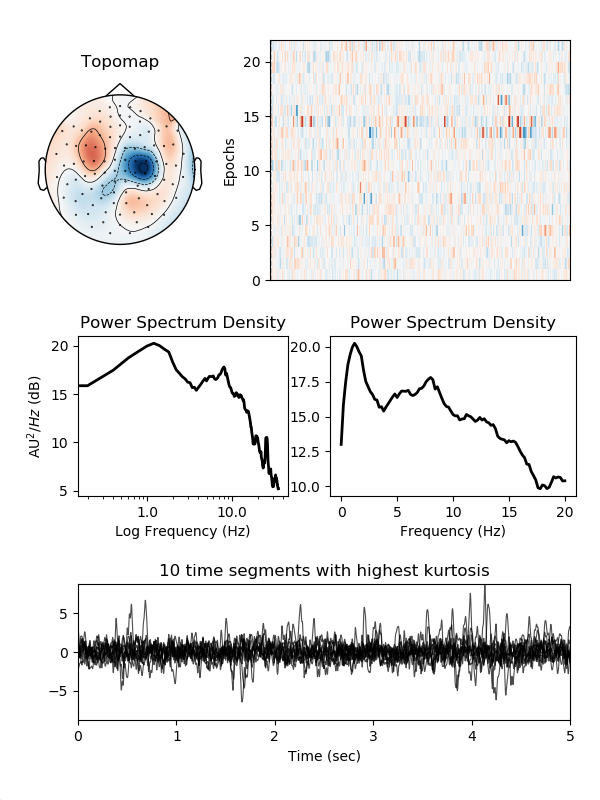 Topomap
Epochs
20
15
10
5
0
Power Spectrum Density
AU²/Hz (dB)
20
15
10
5
1.0 10.0
Log Frequency (Hz)
Power Spectrum Density
20.0
17.5
15.0
12.5
10.0
0 5 10 15 20
Frequency (Hz)
10 time segments with highest kurtosis
5
0
−5
0 1 2 3 4 5
Time (sec)